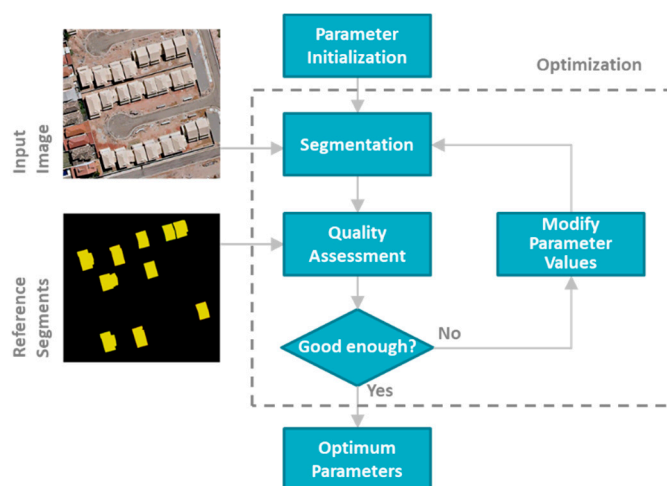 Parameter
Initialization
Optimization
Input
Image
Segmentation
Reference
Segments
Quality
Assessment
Modify
Parameter
Values
Good enough?
No
Yes
Optimum
Parameters